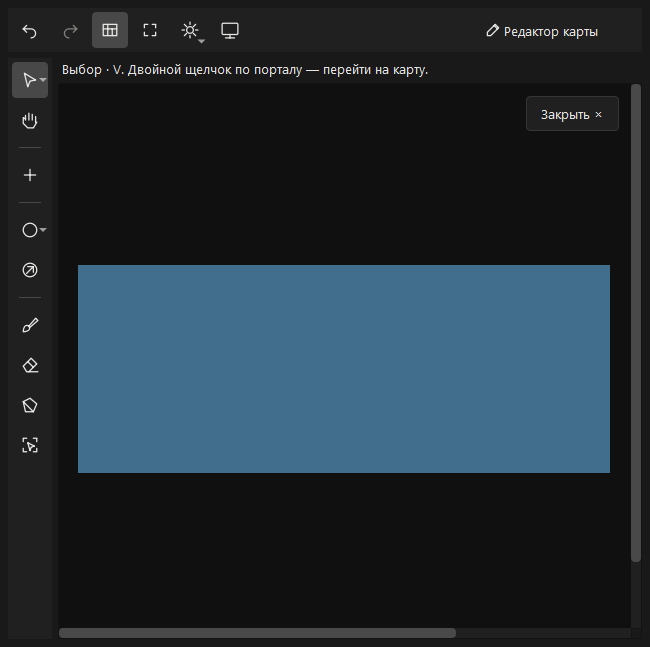 Редактор карты
Выбор · V. Двойной щелчок по порталу — перейти на карту.
Закрыть ×